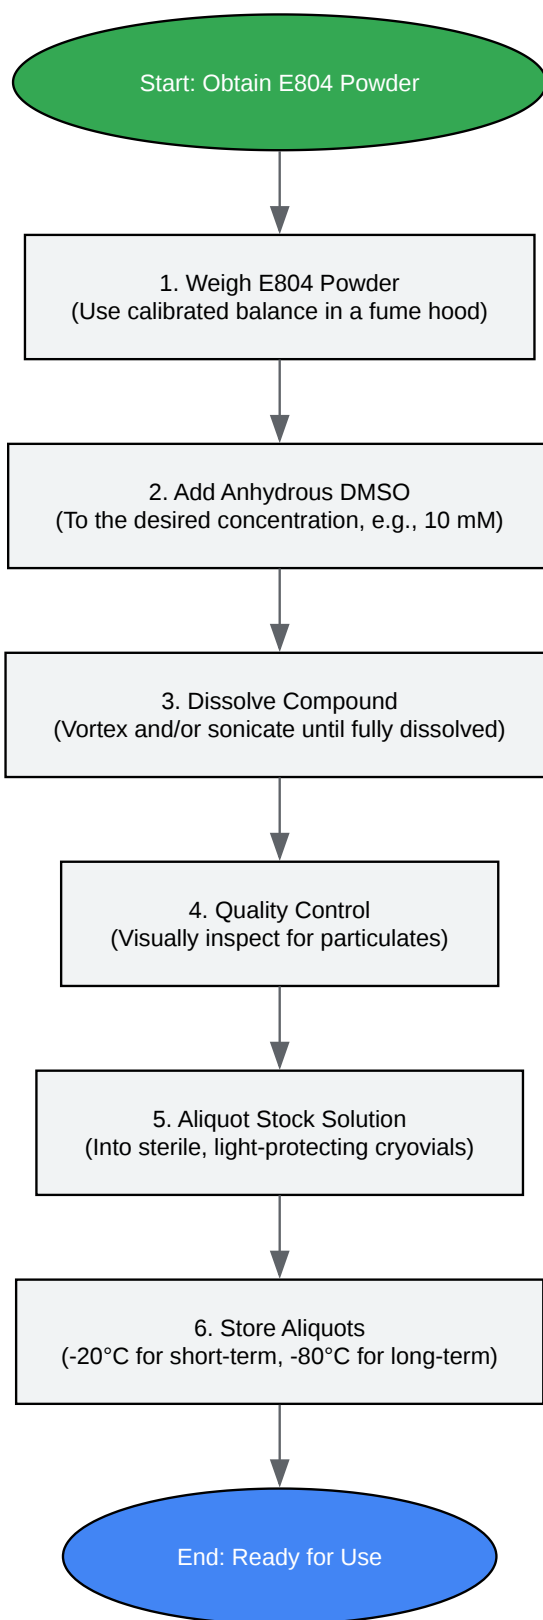 Start: Obtain E804 Powder
1. Weigh E804 Powder
(Use calibrated balance in a fume hood)
2. Add Anhydrous DMSO
(To the desired concentration, e.g., 10 mM)
3. Dissolve Compound
(Vortex and/or sonicate until fully dissolved)
4. Quality Control
(Visually inspect for particulates)
5. Aliquot Stock Solution
(Into sterile, light-protecting cryovials)
6. Store Aliquots
(-20°C for short-term, -80°C for long-term)
End: Ready for Use